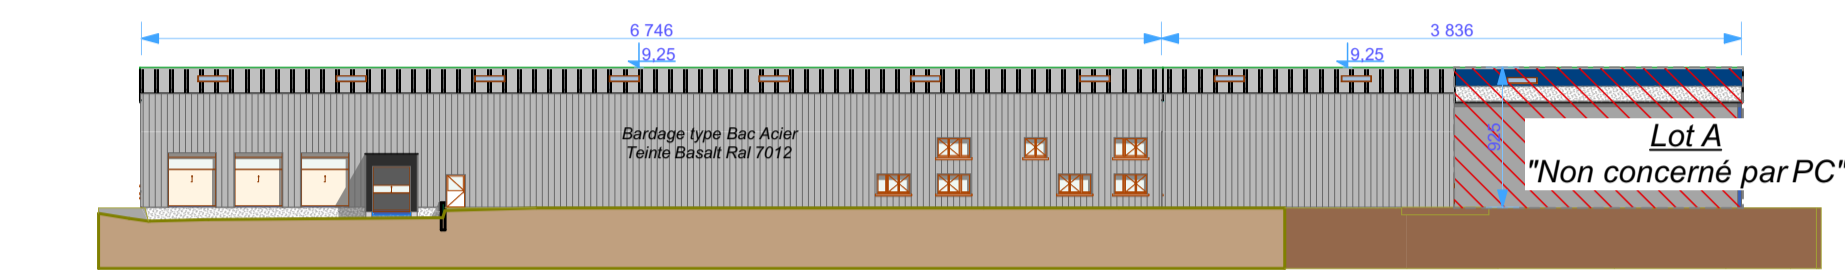 6 746
3 836
9,25
9,25
Bardage type Bac Acier
Teinte Basalt Ral 7012
925
Lot A
"Non concerné par PC"